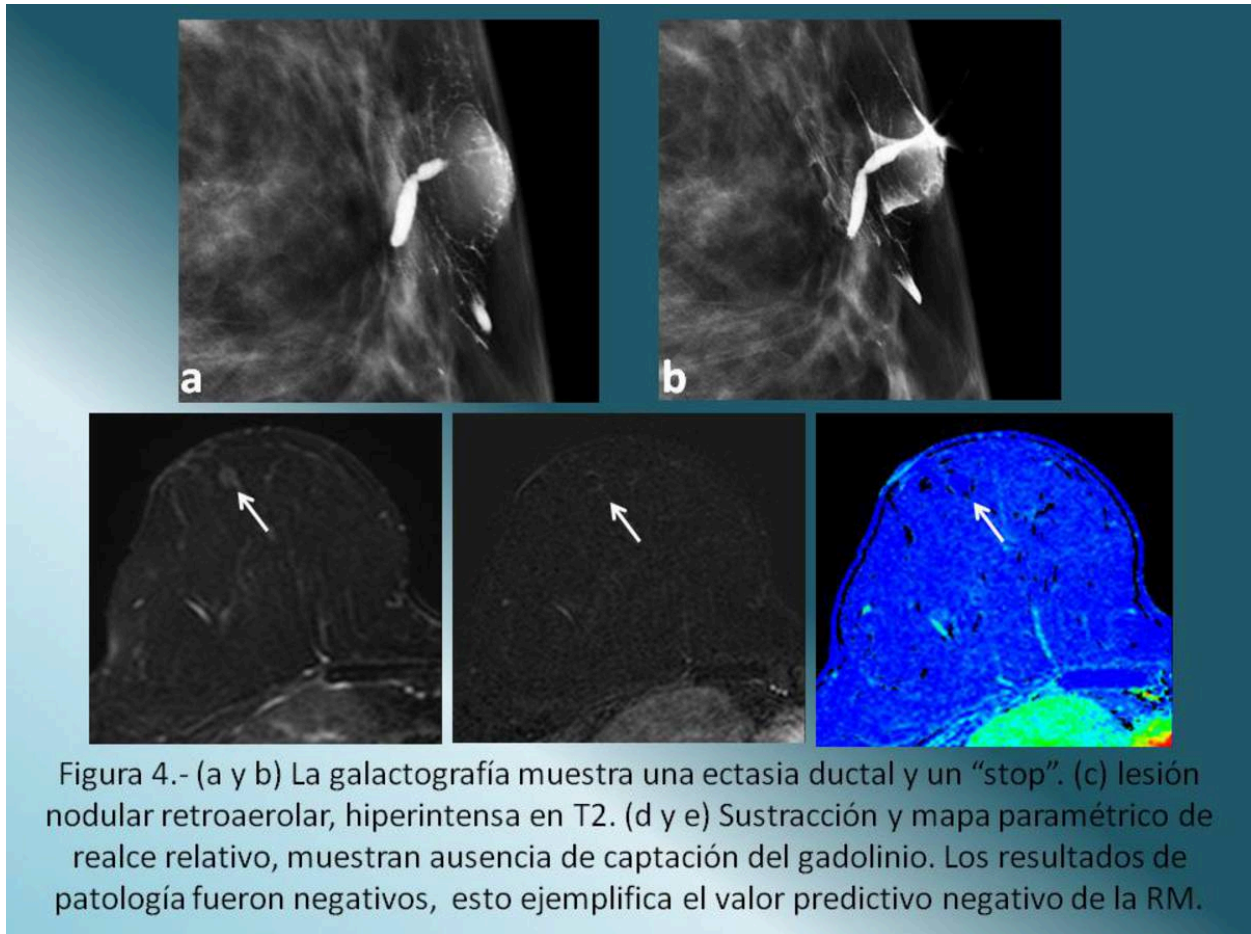 a
b
Figura 4.- (a y b) La galactografía muestra una ectasia ductal y un “stop”. (c) lesión
nodular retroaerolar, hiperintensa en T2. (d y e) Sustracción y mapa paramétrico de
realce relativo, muestran ausencia de captación del gadolinio. Los resultados de
patología fueron negativos, esto ejemplifica el valor predictivo negativo de la RM.